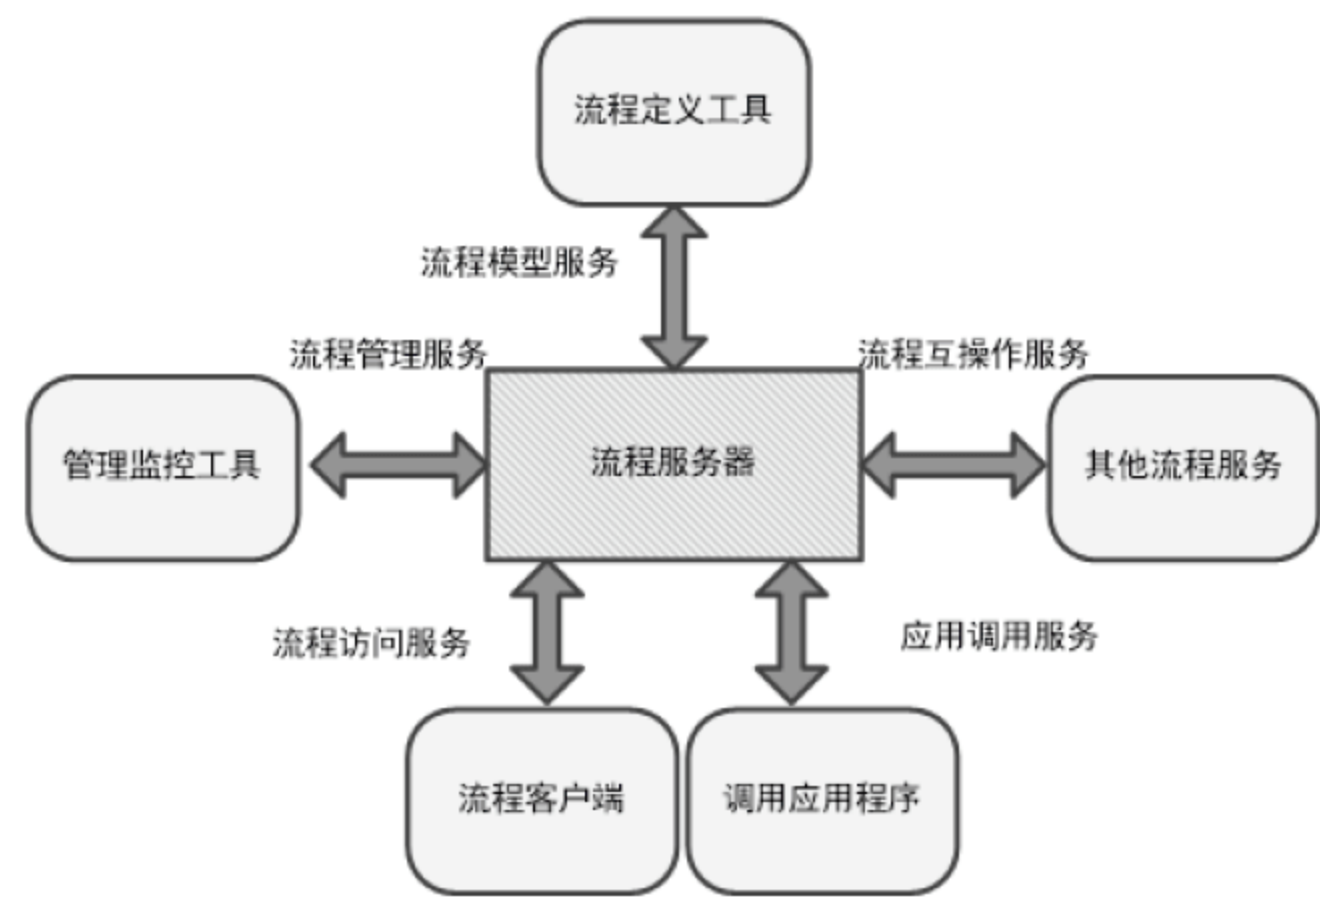 流程定义工具
流程模型服务
流程管理服务
流程互操作服务
管理监控工具
流程服务器
其他流程服务
流程访问服务
应用调用服务
流程客户端
调用应用程序